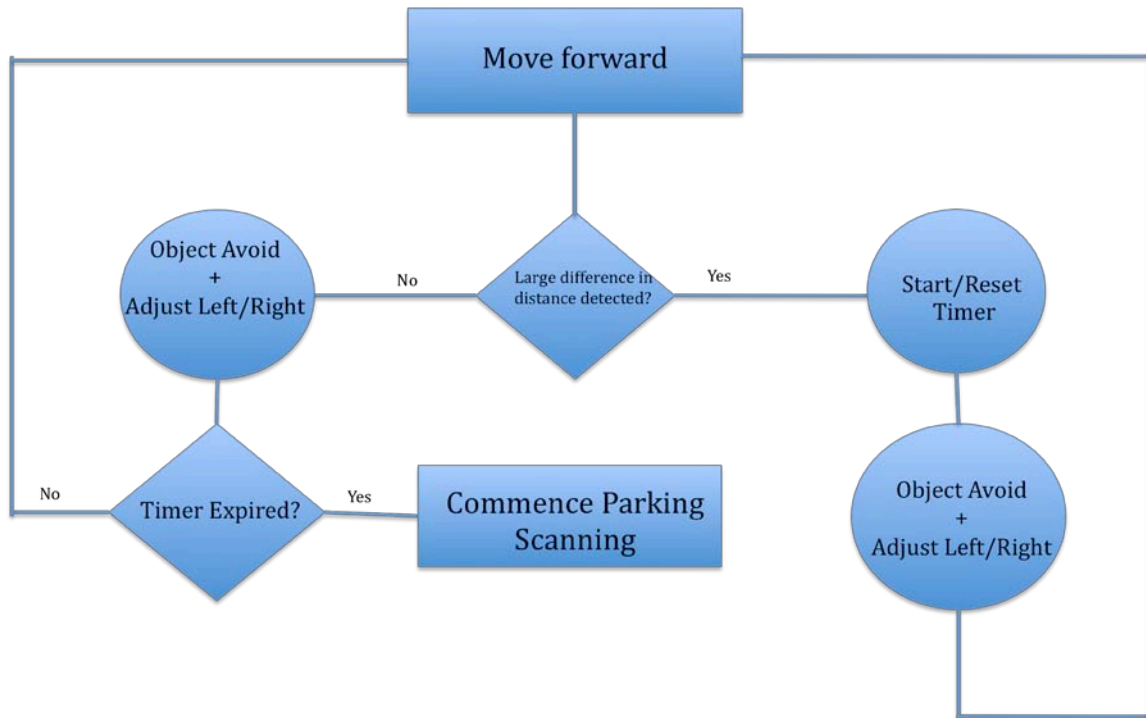 Move forward
Object Avoid
+
Adjust Left/Right
No
Large difference in
distance detected?
Yes
Start/Reset
Timer
No
Timer Expired?
Yes
Commence Parking
Scanning
Object Avoid
+
Adjust Left/Right